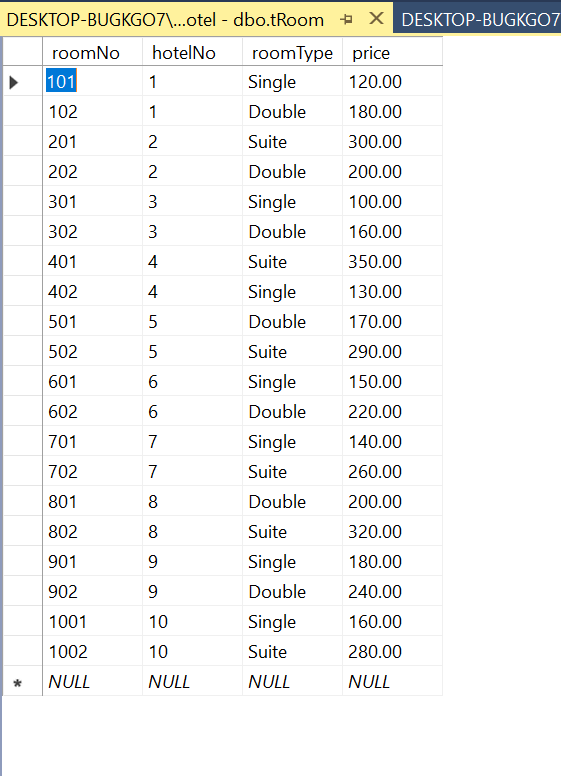 DESKTOP-BUGKGO7\...otel - dbo.tRoom DESKTOP-BUGKGO7
roomNo hotelNo roomType price
101 1 Single 120.00
102 1 Double 180.00
201 2 Suite 300.00
202 2 Double 200.00
301 3 Single 100.00
302 3 Double 160.00
401 4 Suite 350.00
402 4 Single 130.00
501 5 Double 170.00
502 5 Suite 290.00
601 6 Single 150.00
602 6 Double 220.00
701 7 Single 140.00
702 7 Suite 260.00
801 8 Double 200.00
802 8 Suite 320.00
901 9 Single 180.00
902 9 Double 240.00
1001 10 Single 160.00
1002 10 Suite 280.00
NULL NULL NULL NULL